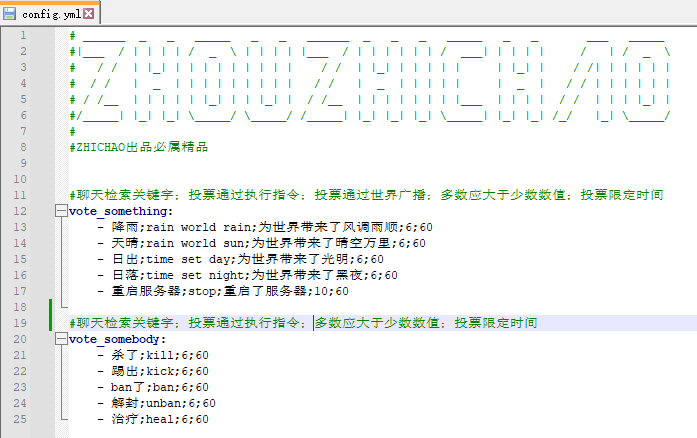 config.yml
1 #
2 #
3 #
4 #
5 #
6 #
7 #
8 #ZHICHAO出品必属精品
9
10
11 #聊天检索关键字；投票通过执行指令；投票通过世界广播；多数应大于少数数值；投票限定时间
12 vote_something:
13 - 降雨;rain world rain;为世界带来了风调雨顺;6;60
14 - 天晴;rain world sun;为世界带来了晴空万里;6;60
15 - 日出;time set day;为世界带来了光明;6;60
16 - 日落;time set night;为世界带来了黑夜;6;60
17 - 重启服务器;stop;重启了服务器;10;60
18
19 #聊天检索关键字；投票通过执行指令；多数应大于少数数值；投票限定时间
20 vote_somebody:
21 - 杀了;kill;6;60
22 - 踢出;kick;6;60
23 - ban了;ban;6;60
24 - 解封;unban;6;60
25 - 治疗;heal;6;60